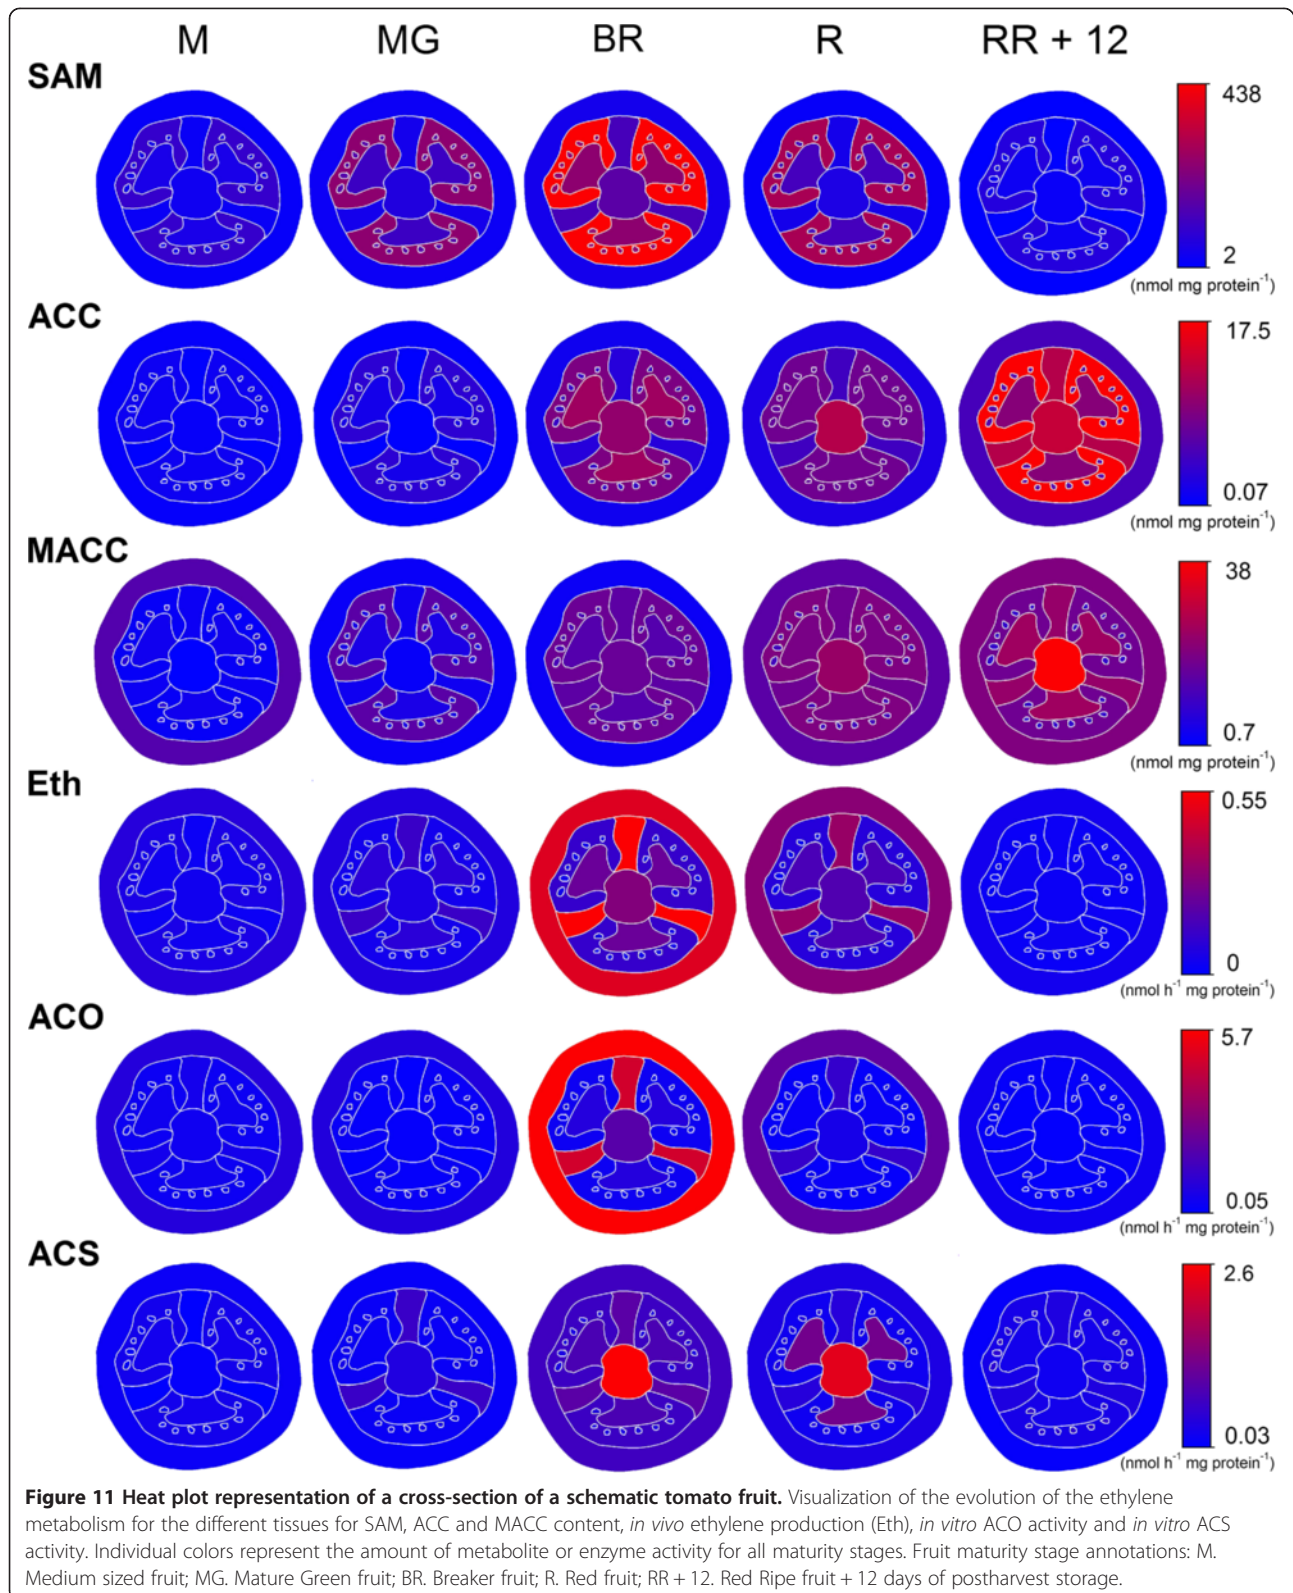 M MG BR R RR + 12
SAM
438
2
(nmol mg protein⁻¹)
ACC
17.5
0.07
(nmol mg protein⁻¹)
MACC
38
0.7
(nmol mg protein⁻¹)
Eth
0.55
0
(nmol h⁻¹ mg protein⁻¹)
ACO
5.7
0.05
(nmol h⁻¹ mg protein⁻¹)
ACS
2.6
0.03
(nmol h⁻¹ mg protein⁻¹)
Figure 11 Heat plot representation of a cross-section of a schematic tomato fruit. Visualization of the evolution of the ethylene
metabolism for the different tissues for SAM, ACC and MACC content, in vivo ethylene production (Eth), in vitro ACO activity and in vitro ACS
activity. Individual colors represent the amount of metabolite or enzyme activity for all maturity stages. Fruit maturity stage annotations: M.
Medium sized fruit; MG. Mature Green fruit; BR. Breaker fruit; R. Red fruit; RR + 12. Red Ripe fruit + 12 days of postharvest storage.